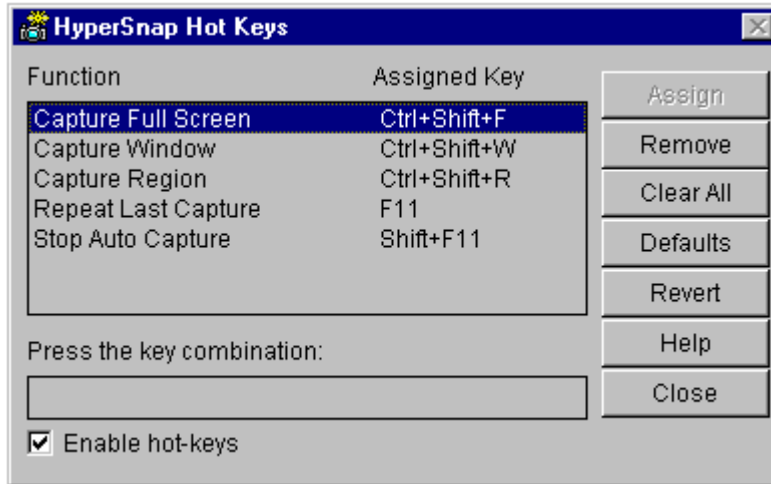 HyperSnap Hot Keys
Function Assigned Key
Capture Full Screen Ctrl+Shift+F
Capture Window Ctrl+Shift+W
Capture Region Ctrl+Shift+R
Repeat Last Capture F11
Stop Auto Capture Shift+F11
Press the key combination:
Enable hot-keys
Assign
Remove
Clear All
Defaults
Revert
Help
Close